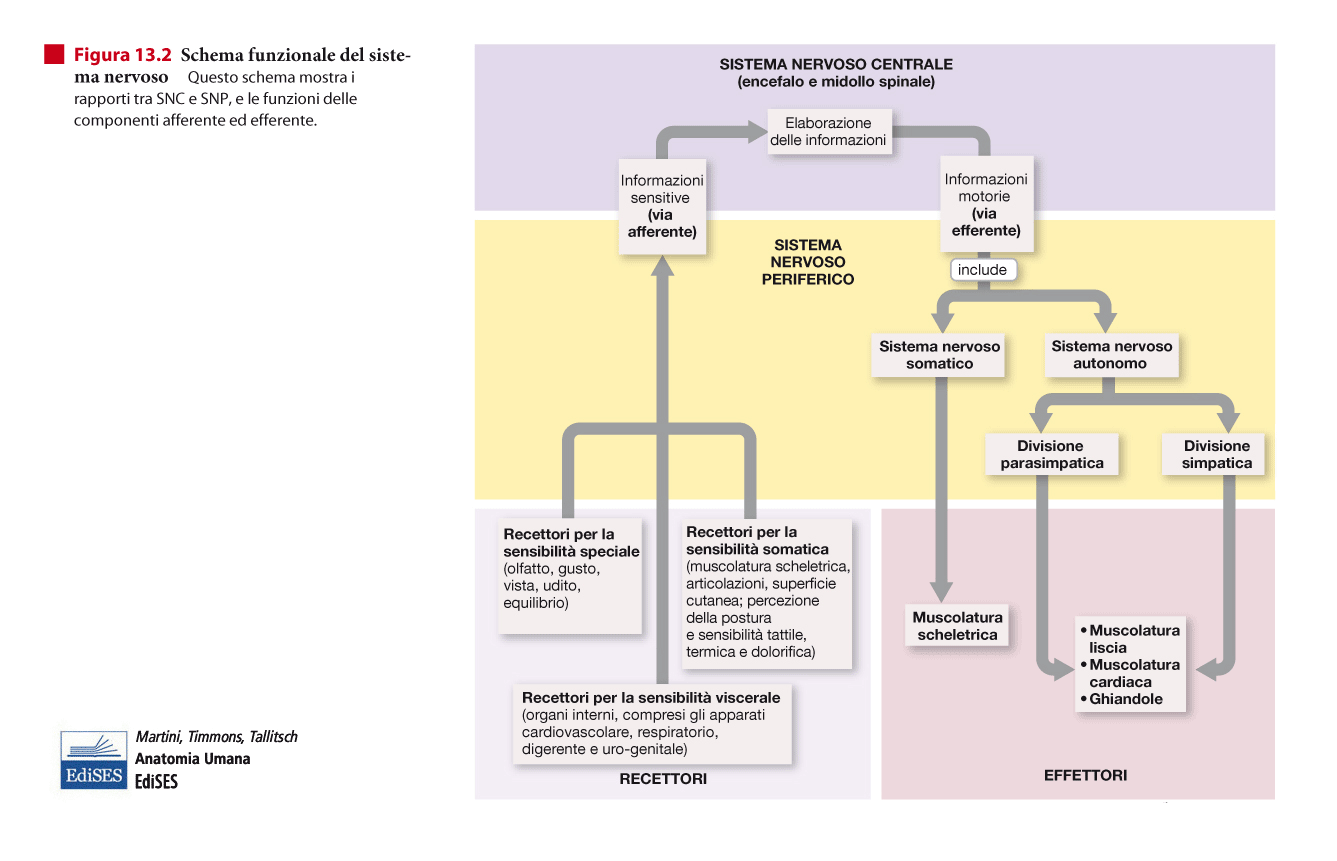 Figura 13.2 Schema funzionale del siste-
ma nervoso Questo schema mostra i
rapporti tra SNC e SNP, e le funzioni delle
componenti afferente ed efferente.
SISTEMA NERVOSO CENTRALE
(encefalo e midollo spinale)
Elaborazione
delle informazioni
Informazioni
sensitive
(via
afferente)
Informazioni
motorie
(via
efferente)
SISTEMA
NERVOSO
PERIFERICO
include
Sistema nervoso
somatico
Sistema nervoso
autonomo
Divisione
parasimpatica
Divisione
simpatica
Recettori per la
sensibilità speciale
(olfatto, gusto,
vista, udito,
equilibrio)
Recettori per la
sensibilità somatica
(muscolatura scheletrica,
articolazioni, superficie
cutanea; percezione
della postura
e sensibilità tattile,
termica e dolorifica)
Recettori per la sensibilità viscerale
(organi interni, compresi gli apparati
cardiovascolare, respiratorio,
digerente e uro-genitale)
RECETTORI
Muscolatura
scheletrica
• Muscolatura
liscia
• Muscolatura
cardiaca
• Ghiandole
EFFETTORI
EdiSES
Martini, Timmons, Tallitsch
Anatomia Umana
EdiSES